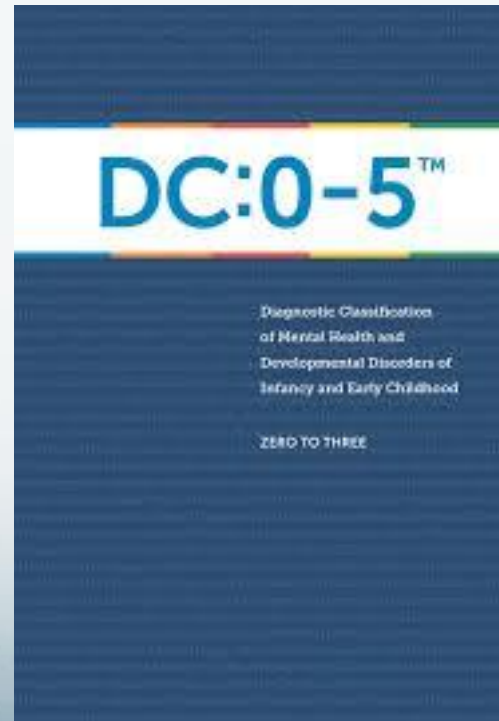 DC:0-5™
Diagnostic Classification
of Mental Health and
Developmental Disorders of
Infancy and Early Childhood
ZERO TO THREE